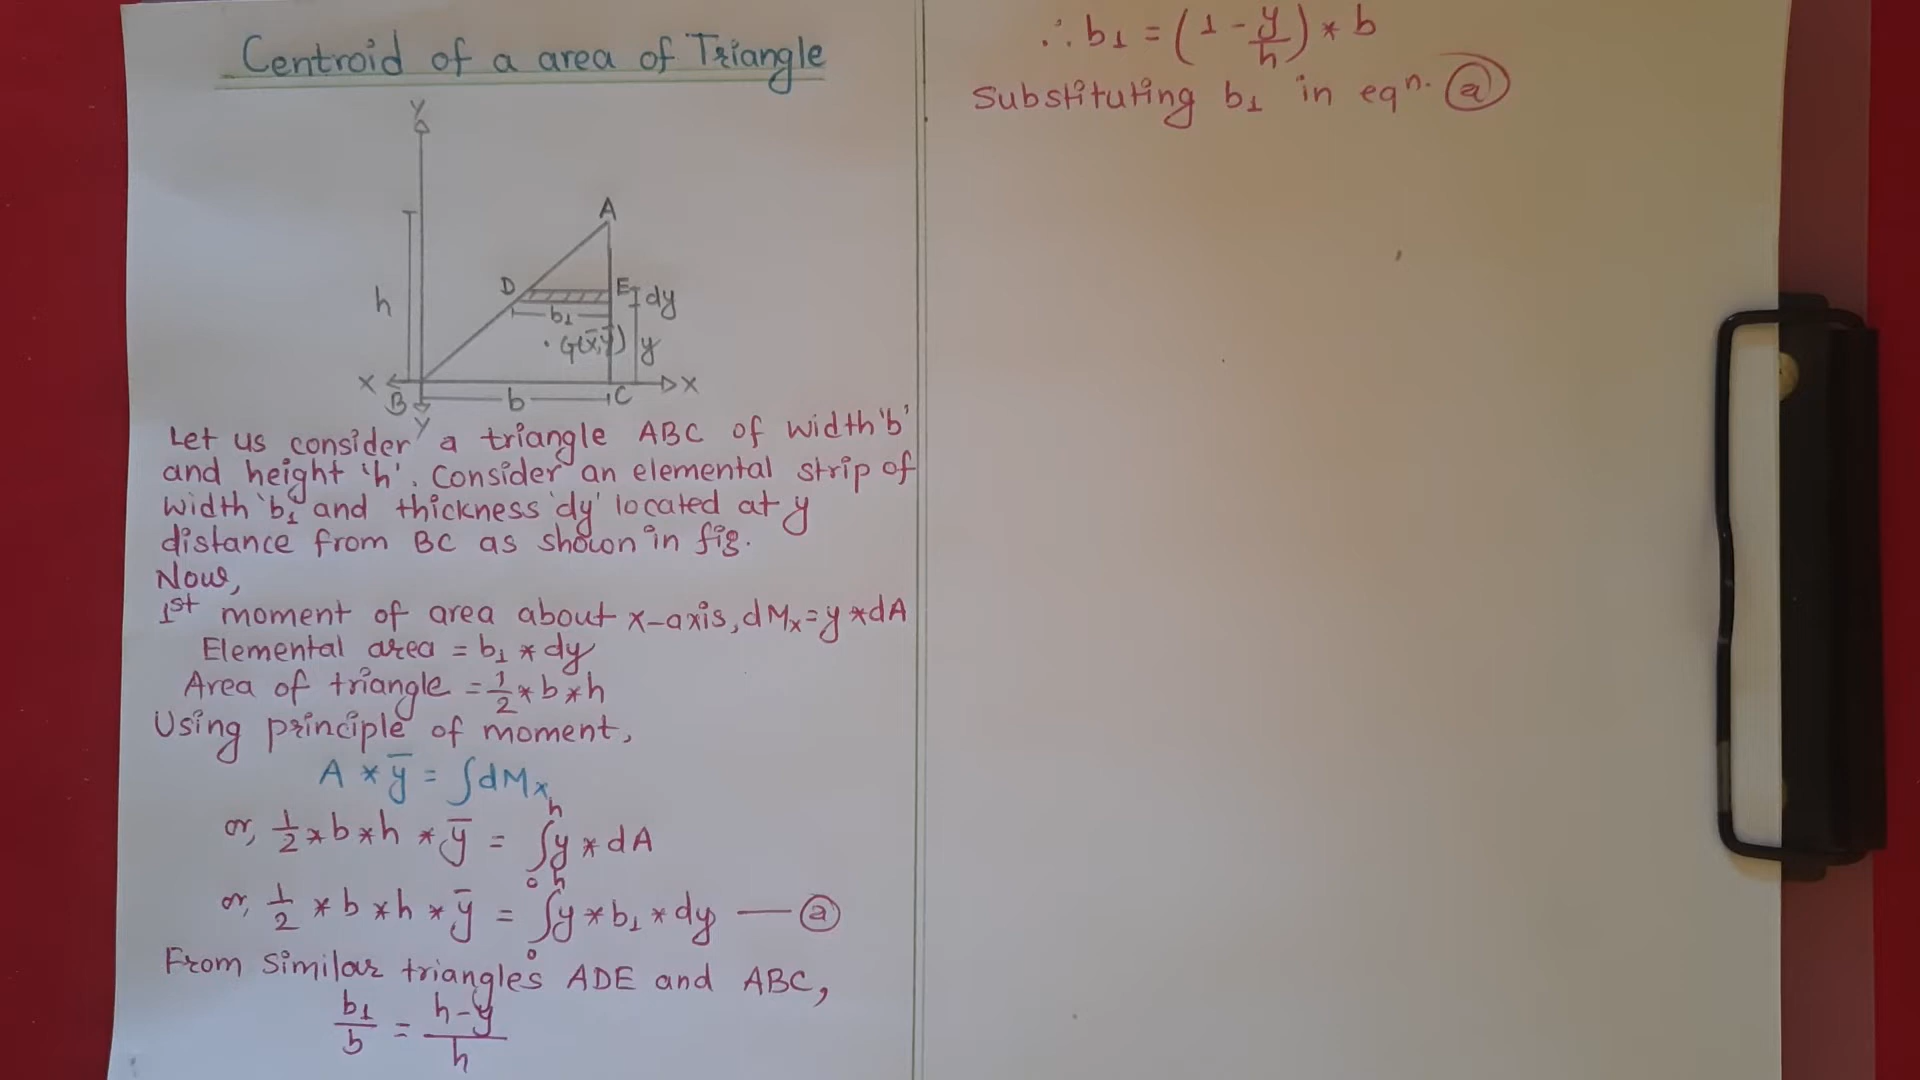 Centroid of a area of Triangle
Y
A
D
E
dy
h
b₁
G(x̅,y̅)
y
X
X
B
b
C
Y
Let us consider a triangle ABC of width 'b'
and height 'h'. Consider an elemental strip of
width 'b₁' and thickness 'dy' located at y
distance from BC as shown in fig.
Now,
1st moment of area about x-axis, dMx = y * dA
Elemental area = b₁ * dy
Area of triangle = 1/2 * b * h
Using principle of moment,
A * y̅ = ∫dMx
or, 1/2 * b * h * y̅ = ∫₀ʰ y * dA
or, 1/2 * b * h * y̅ = ∫₀ʰ y * b₁ * dy — ⓐ
From similar triangles ADE and ABC,
b₁/b = (h-y)/h
∴ b₁ = (1 - y/h) * b
Substituting b₁ in eqn. ⓐ